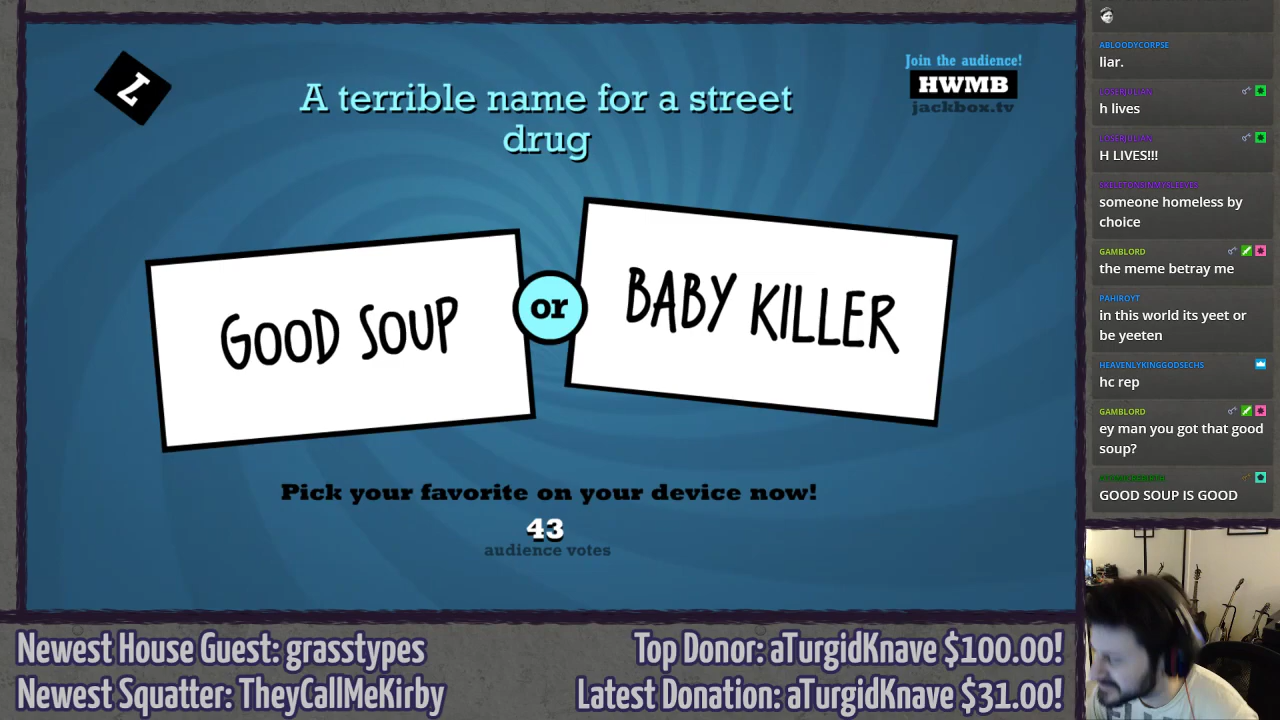 Join the audience!
HWMB
jackbox.tv
A terrible name for a street
drug
GOOD SOUP
or
BABY KILLER
Pick your favorite on your device now!
43
audience votes
ABLOODYCORPSE
liar.
h lives
H LIVES!!!
someone homeless by
choice
GAMBLORD
the meme betray me
PAHIROYT
in this world its yeet or
be yeeten
HEAVENLYKINGGODSECHS
hc rep
GAMBLORD
ey man you got that good
soup?
GOOD SOUP IS GOOD
Newest House Guest: grasstypes
Newest Squatter: TheyCallMeKirby
Top Donor: aTurgidKnave $100.00!
Latest Donation: aTurgidKnave $31.00!